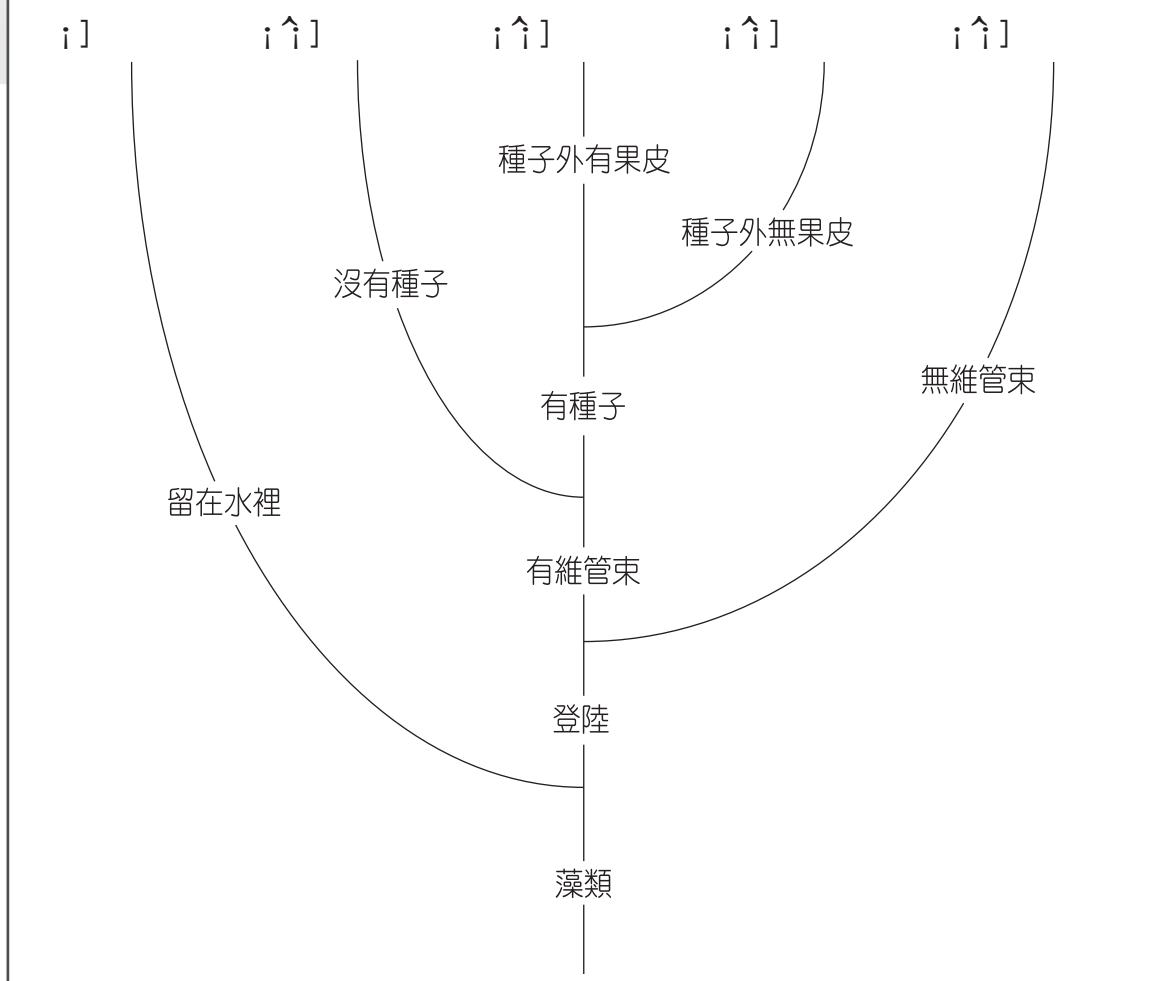 ¡] ¡^¡] ¡^¡] ¡^¡] ¡^¡]
種子外有果皮
種子外無果皮
沒有種子
無維管束
有種子
留在水裡
有維管束
登陸
藻類